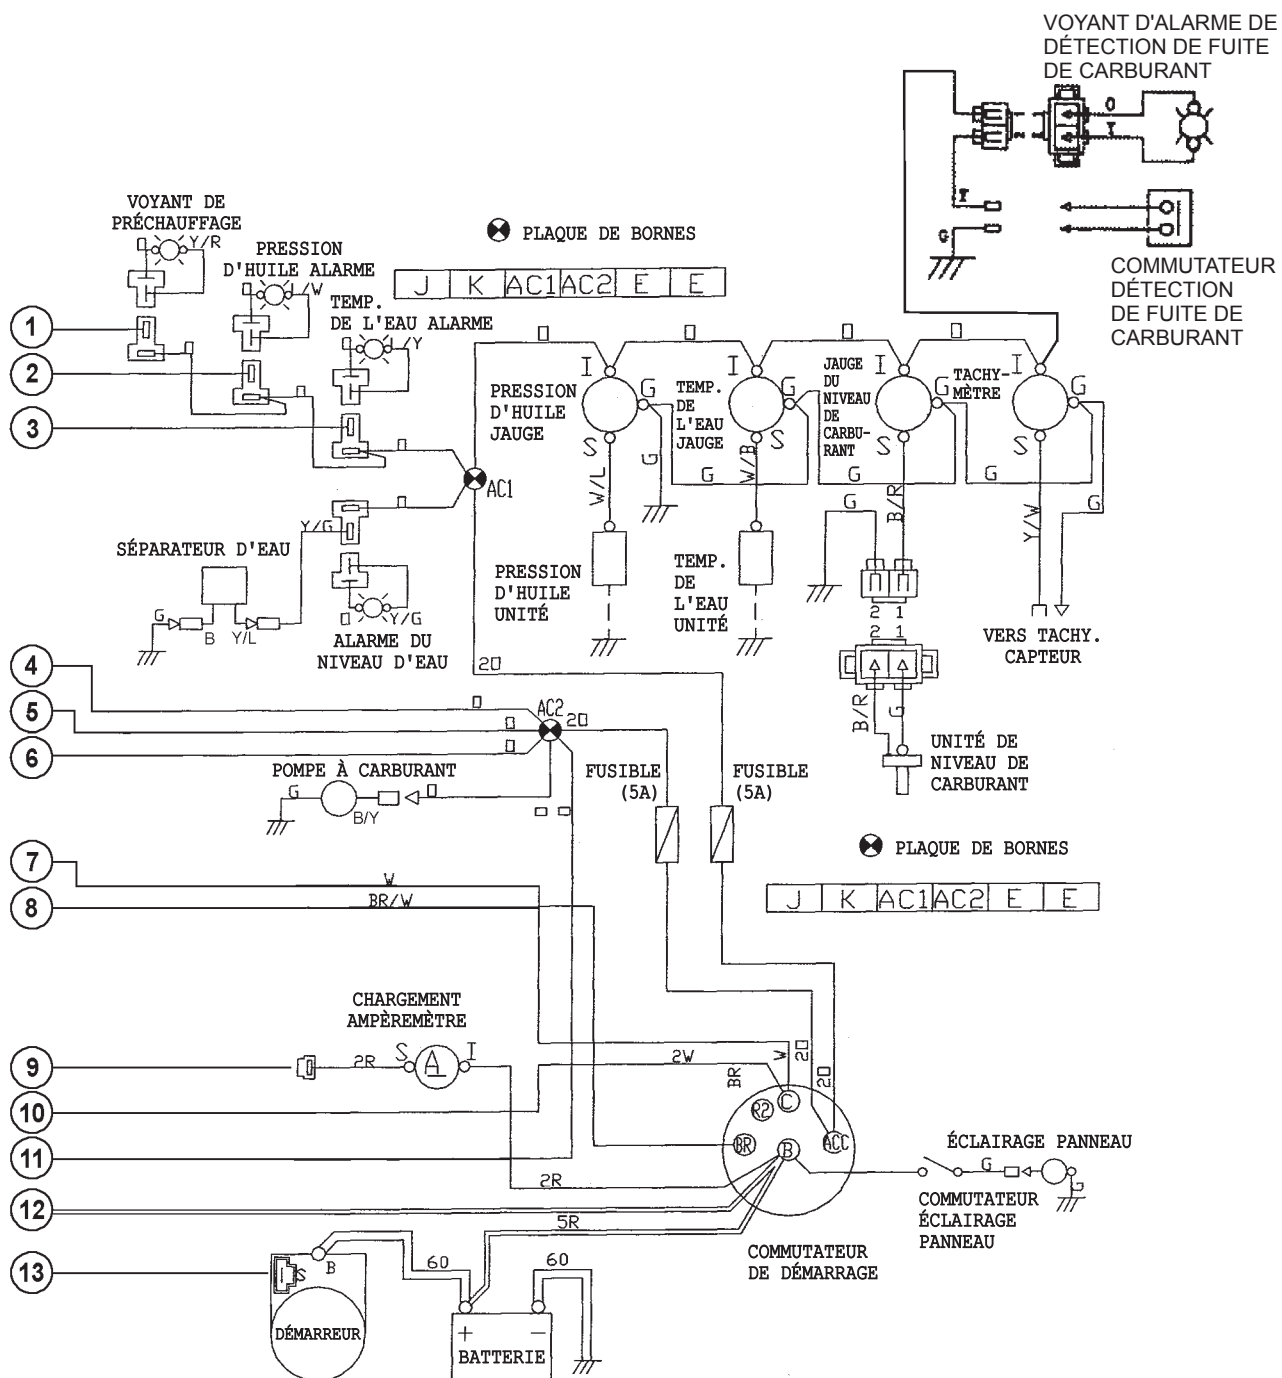 VOYANT D'ALARME DE
DÉTECTION DE FUITE
DE CARBURANT
O
Y
Y
G
COMMUTATEUR
DÉTECTION
DE FUITE DE
CARBURANT
VOYANT DE
PRÉCHAUFFAGE
O
Y/R
PRESSION
D'HUILE ALARME
O
L/W
TEMP.
DE L'EAU ALARME
O
L/Y
PLAQUE DE BORNES
J K AC1 AC2 E E
1
2
3
O
O
O
O
O
O
O
I
I
I
I
PRESSION
D'HUILE
JAUGE
TEMP.
DE
L'EAU
JAUGE
JAUGE
DU
NIVEAU
DE
CARBU-
RANT
TACHY-
MÈTRE
G
G
G
G
S
S
S
S
W/L
G
W/B
G
G
B/R
G
G
Y/W
G
AC1
Y/G
SÉPARATEUR D'EAU
G
B
Y/L
O
Y/G
ALARME DU
NIVEAU D'EAU
PRESSION
D'HUILE
UNITÉ
TEMP.
DE
L'EAU
UNITÉ
2 1
2 1
VERS TACHY.
CAPTEUR
B/R
G
UNITÉ DE
NIVEAU DE
CARBURANT
4
5
6
O
O
O
AC2
2O
2O
POMPE À CARBURANT
G
B/Y
O
O O
FUSIBLE
(5A)
FUSIBLE
(5A)
PLAQUE DE BORNES
J K AC1 AC2 E E
7
8
W
BR/W
CHARGEMENT
AMPÈREMÈTRE
9
2R
S
A
I
10
11
12
13
2W
BR
W
2O
2O
R2
C
BR
B
ACC
2R
5R
ÉCLAIRAGE PANNEAU
G
G
COMMUTATEUR
ÉCLAIRAGE
PANNEAU
COMMUTATEUR
DE DÉMARRAGE
S
B
60
60
DÉMARREUR
+ −
BATTERIE